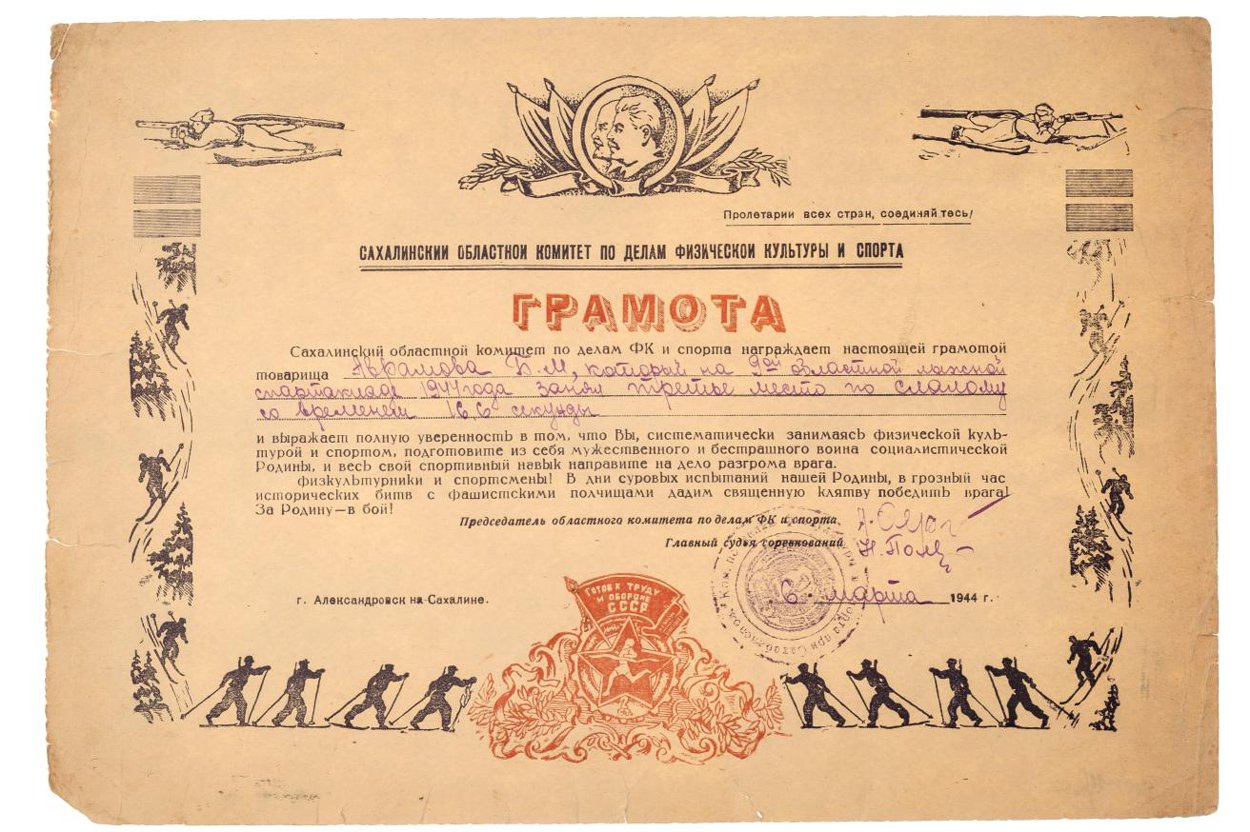 Пролетарии всех стран, соединяйтесь!
САХАЛИНСКИЙ ОБЛАСТНОЙ КОМИТЕТ ПО ДЕЛАМ ФИЗИЧЕСКОЙ КУЛЬТУРЫ И СПОРТА
ГРАМОТА
Сахалинский областной комитет по делам ФК и спорта награждает настоящей грамотой
товарища Аврамова Б.М, который на 9ой областной лыжной
спартакиаде 1944 года занял третье место по слалому
со временем 16,6 секунды
и выражает полную уверенность в том, что Вы, систематически занимаясь физической куль-
турой и спортом, подготовите из себя мужественного и бесстрашного воина социалистической
Родины, и весь свой спортивный навык направите на дело разгрома врага.
физкультурники и спортсмены! В дни суровых испытаний нашей Родины, в грозный час
исторических битв с фашистскими полчищами дадим священную клятву победить врага!
За Родину—в бой!
Председатель областного комитета по делам ФК и спорта
Главный судья соревнований
г. Александровск на-Сахалине.
6 марта 1944 г.
ГОТОВ К ТРУДУ
И ОБОРОНЕ
СССР